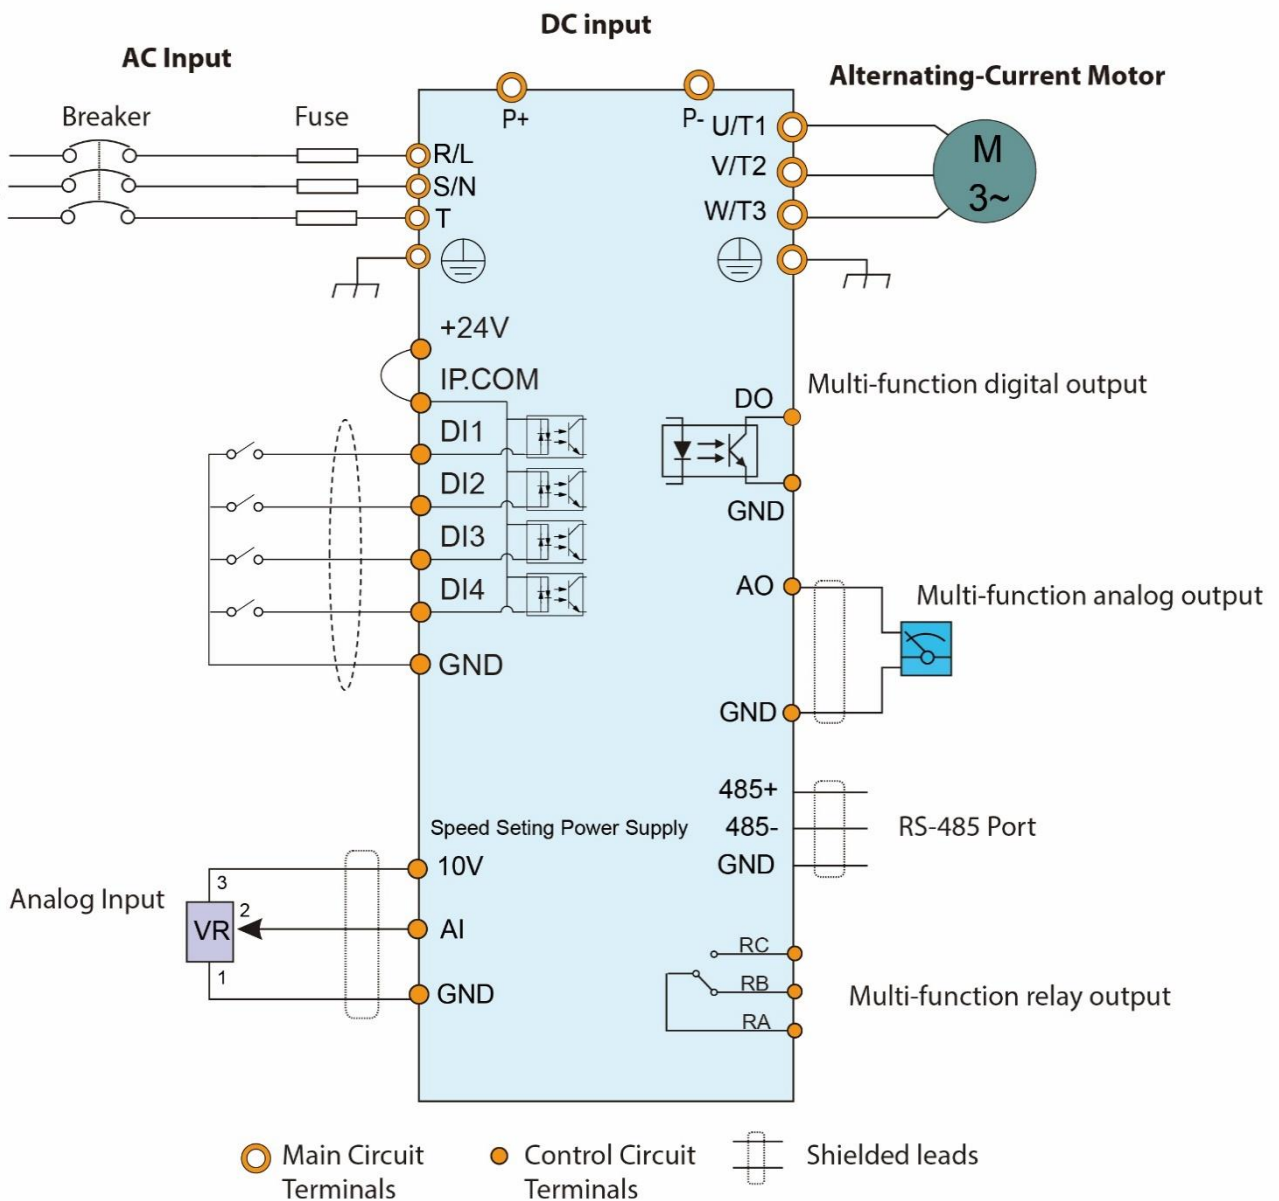 DC input
AC Input
Alternating-Current Motor
Breaker
Fuse
P+
P-
U/T1
V/T2
W/T3
M
3~
R/L
S/N
T
+24V
IP.COM
DI1
DI2
DI3
DI4
GND
Multi-function digital output
DO
GND
AO
Multi-function analog output
GND
485+
485-
GND
RS-485 Port
Speed Seting Power Supply
10V
Analog Input
3
2
VR
1
AI
GND
RC
RB
RA
Multi-function relay output
Main Circuit
Terminals
Control Circuit
Terminals
Shielded leads